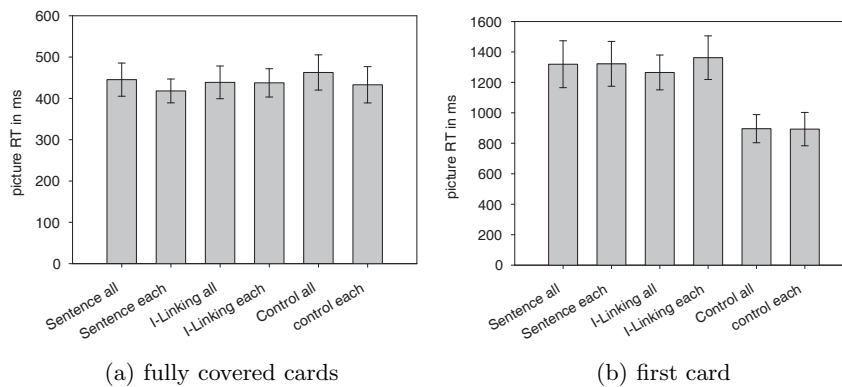 600
500
400
300
200
100
0
picture RT in ms
Sentence all
Sentence each
I-Linking all
I-Linking each
Control all
control each
(a) fully covered cards
1600
1400
1200
1000
800
600
400
200
0
picture RT in ms
Sentence all
Sentence each
I-Linking all
I-Linking each
Control all
control each
(b) first card